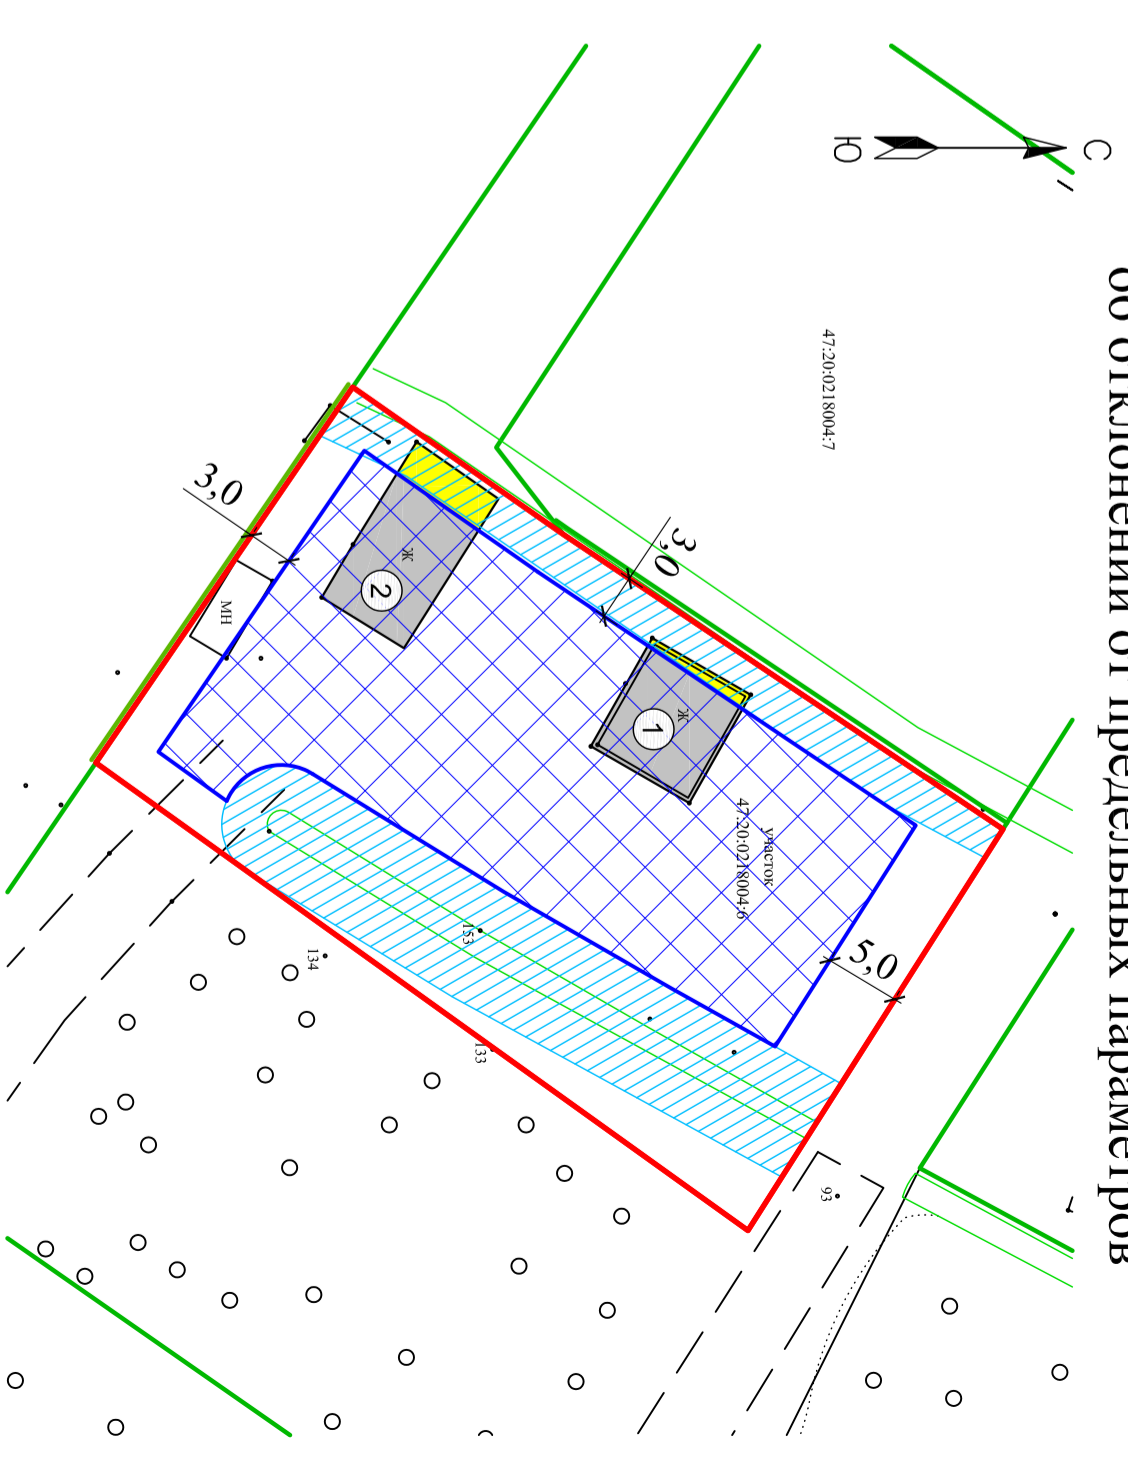 об отклонении от предельных параметров
С
Ю
47:20:0218004:7
3,0
3,0
5,0
Ж
2
Ж
1
МН
участок
47:20:0218004:6
153
134
133
93